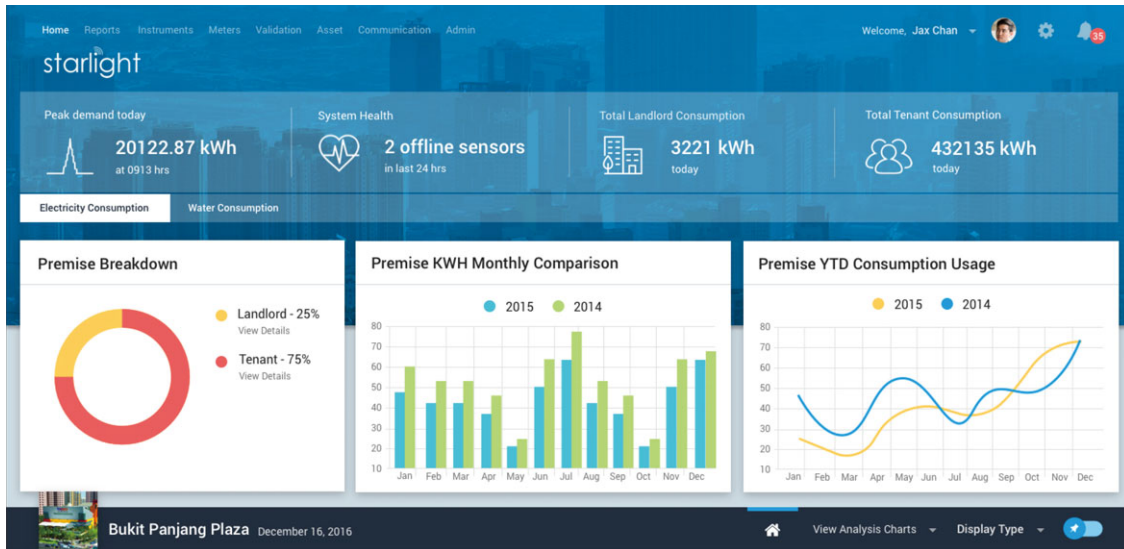 Home Reports Instruments Meters Validation Asset Communication Admin
Welcome, Jax Chan
35
starlight
Peak demand today
20122.87 kWh
at 0913 hrs
System Health
2 offline sensors
in last 24 hrs
Total Landlord Consumption
3221 kWh
today
Total Tenant Consumption
432135 kWh
today
Electricity Consumption
Water Consumption
Premise Breakdown
Landlord - 25%
View Details
Tenant - 75%
View Details
Premise KWH Monthly Comparison
2015 2014
80
70
60
50
40
30
20
10
Jan Feb Mar Apr May Jun Jul Aug Sep Oct Nov Dec
Premise YTD Consumption Usage
2015 2014
80
70
60
50
40
30
20
10
Jan Feb Mar Apr May Jun Jul Aug Sep Oct Nov Dec
Bukit Panjang Plaza December 16, 2016
View Analysis Charts
Display Type